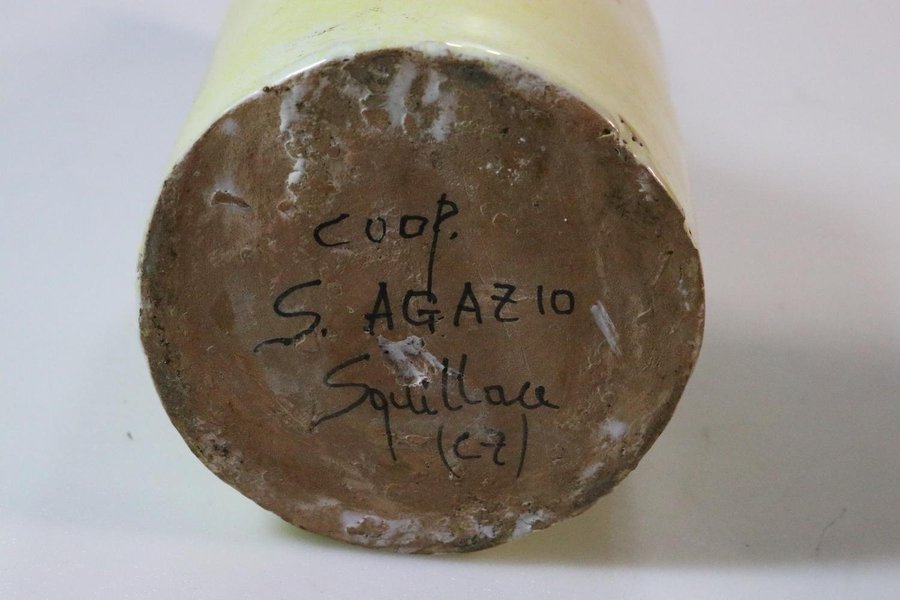 COOP.
S. AGAZIO
Squillace
(CZ)